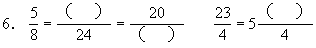 6. 5/8 = (  )/24 = 20/(  )  23/4 = 5 (  )/4